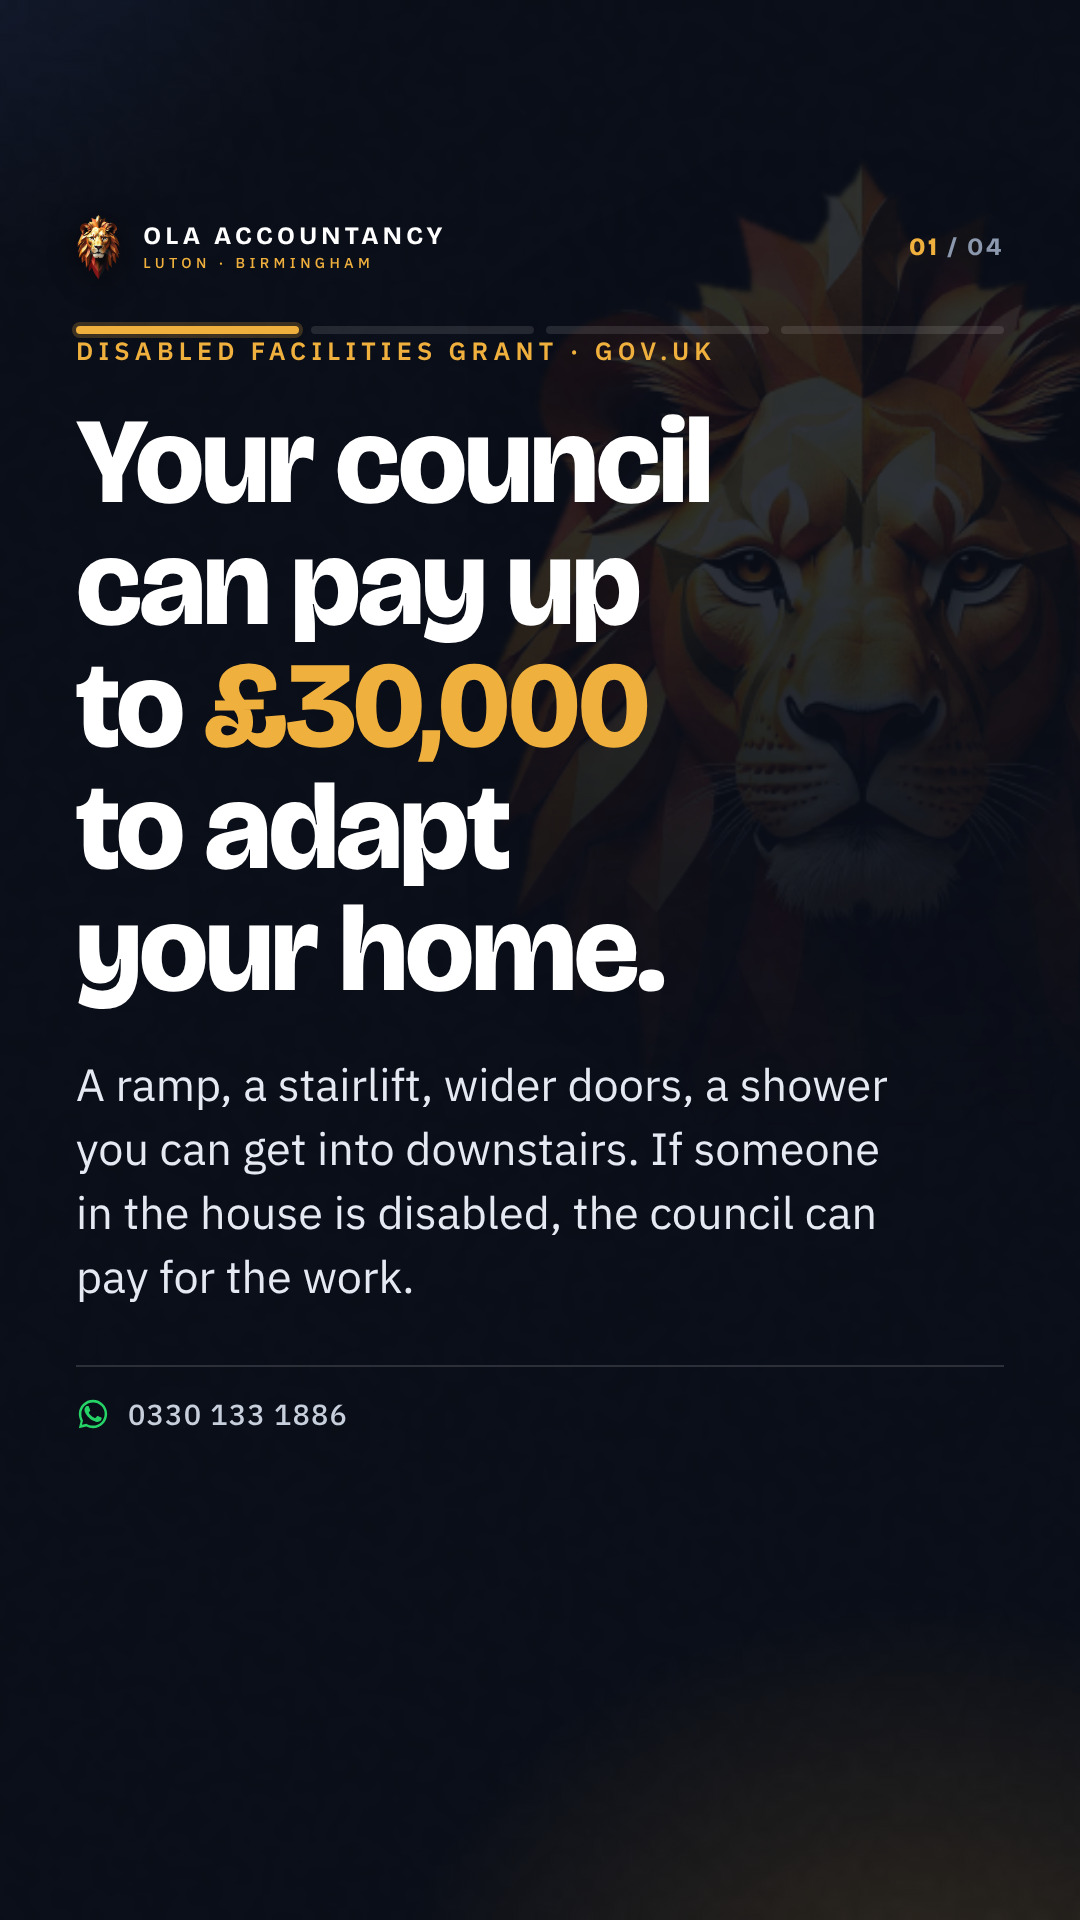 OLA ACCOUNTANCY
LUTON · BIRMINGHAM
01 / 04
DISABLED FACILITIES GRANT · GOV.UK
Your council
can pay up
to £30,000
to adapt
your home.
A ramp, a stairlift, wider doors, a shower
you can get into downstairs. If someone
in the house is disabled, the council can
pay for the work.
0330 133 1886